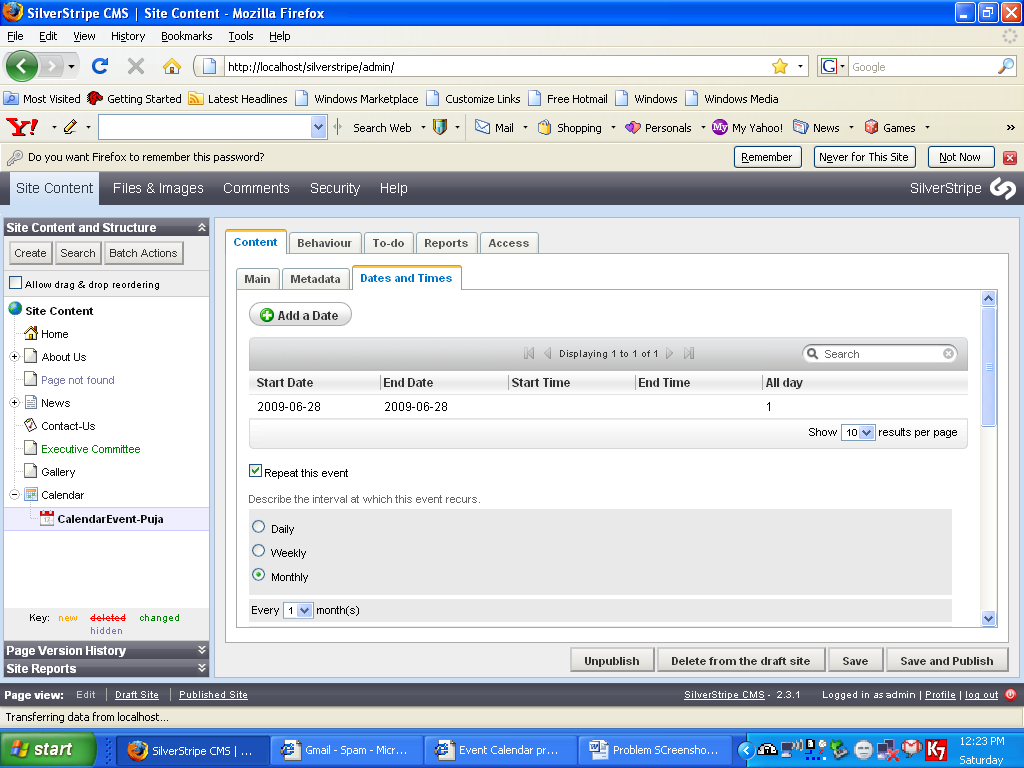 SilverStripe CMS | Site Content - Mozilla Firefox
File Edit View History Bookmarks Tools Help
http://localhost/silverstripe/admin/
G Google
Most Visited Getting Started Latest Headlines Windows Marketplace Customize Links Free Hotmail Windows Windows Media
Y! Search Web Mail Shopping Personals My Yahoo! News Games »
Do you want Firefox to remember this password? Remember Never for This Site Not Now
Site Content Files & Images Comments Security Help SilverStripe
Site Content and Structure
Create Search Batch Actions
Allow drag & drop reordering
Site Content
Home
About Us
Page not found
News
Contact-Us
Executive Committee
Gallery
Calendar
CalendarEvent-Puja
Key: new deleted changed
hidden
Page Version History
Site Reports
Content Behaviour To-do Reports Access
Main Metadata Dates and Times
Add a Date
Displaying 1 to 1 of 1 Search
Start Date End Date Start Time End Time All day
2009-06-28 2009-06-28 1
Show 10 results per page
Repeat this event
Describe the interval at which this event recurs.
Daily
Weekly
Monthly
Every 1 month(s)
Unpublish Delete from the draft site Save Save and Publish
Page view: Edit Draft Site Published Site SilverStripe CMS - 2.3.1 Logged in as admin | Profile | log out
Transferring data from localhost...
start SilverStripe CMS | ... Gmail - Spam - Micr... Event Calendar pr... Problem SCreensho... K7 12:23 PM
Saturday